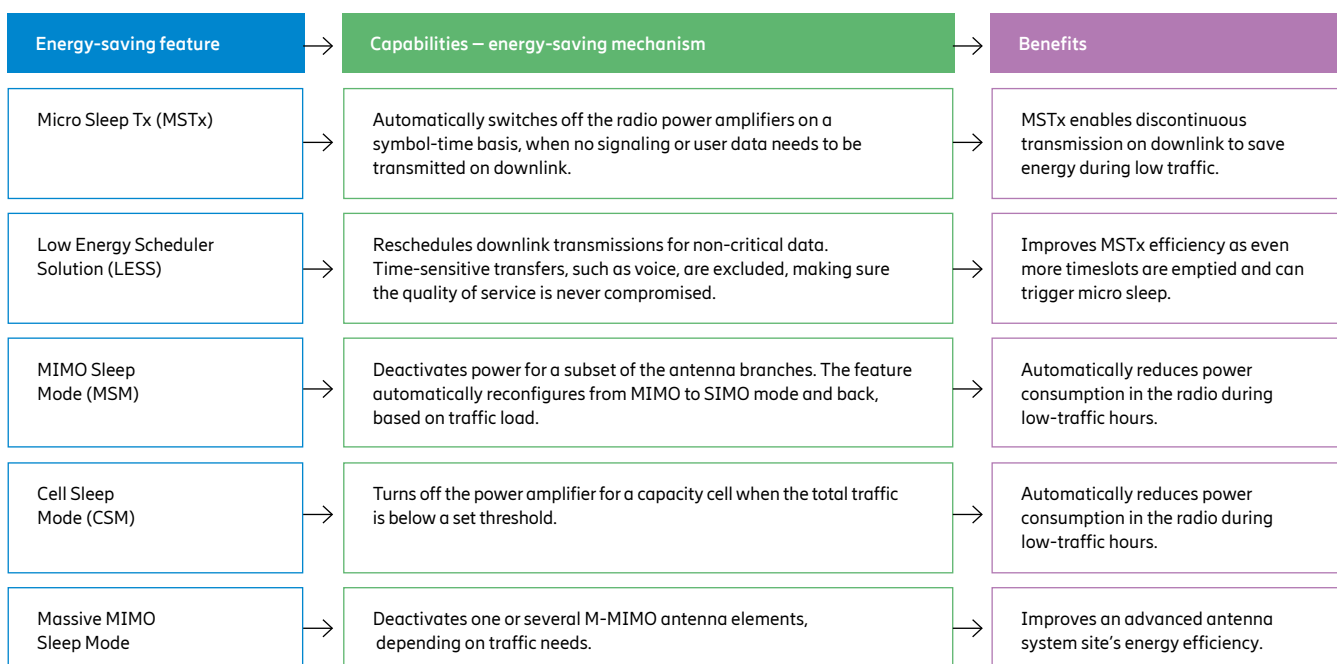 Energy-saving feature
Capabilities – energy-saving mechanism
Benefits
Micro Sleep Tx (MSTx)
Automatically switches off the radio power amplifiers on a
symbol-time basis, when no signaling or user data needs to be
transmitted on downlink.
MSTx enables discontinuous
transmission on downlink to save
energy during low traffic.
Low Energy Scheduler
Solution (LESS)
Reschedules downlink transmissions for non-critical data.
Time-sensitive transfers, such as voice, are excluded, making sure
the quality of service is never compromised.
Improves MSTx efficiency as even
more timeslots are emptied and can
trigger micro sleep.
MIMO Sleep
Mode (MSM)
Deactivates power for a subset of the antenna branches. The feature
automatically reconfigures from MIMO to SIMO mode and back,
based on traffic load.
Automatically reduces power
consumption in the radio during
low-traffic hours.
Cell Sleep
Mode (CSM)
Turns off the power amplifier for a capacity cell when the total traffic
is below a set threshold.
Automatically reduces power
consumption in the radio during
low-traffic hours.
Massive MIMO
Sleep Mode
Deactivates one or several M-MIMO antenna elements,
depending on traffic needs.
Improves an advanced antenna
system site's energy efficiency.